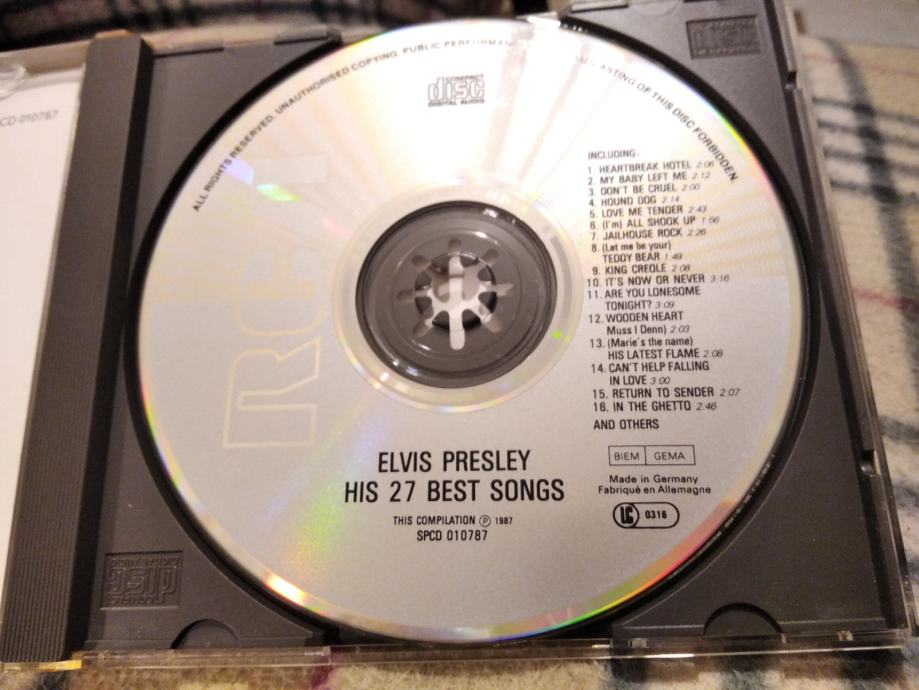 CD 010787
ALL RIGHTS RESERVED. UNAUTHORISED COPYING, PUBLIC PERFORMAN
CASTING OF THIS DISC FORBIDDEN.
COMPACT
disc
DIGITAL AUDIO
RCA
INCLUDING:
1. HEARTBREAK HOTEL 2:06
2. MY BABY LEFT ME 2:12
3. DON'T BE CRUEL 2:00
4. HOUND DOG 2:14
5. LOVE ME TENDER 2:43
6. (I'm) ALL SHOOK UP 1:56
7. JAILHOUSE ROCK 2:26
8. (Let me be your)
TEDDY BEAR 1:49
9. KING CREOLE 2:08
10. IT'S NOW OR NEVER 3:16
11. ARE YOU LONESOME
TONIGHT? 3:09
12. WOODEN HEART
Muss I Denn) 2:03
13. (Marie's the name)
HIS LATEST FLAME 2:08
14. CAN'T HELP FALLING
IN LOVE 3:00
15. RETURN TO SENDER 2:07
16. IN THE GHETTO 2:46
AND OTHERS
BIEM GEMA
Made in Germany
Fabriqué en Allemagne
LC 0316
ELVIS PRESLEY
HIS 27 BEST SONGS
THIS COMPILATION ℗ 1987
SPCD 010787